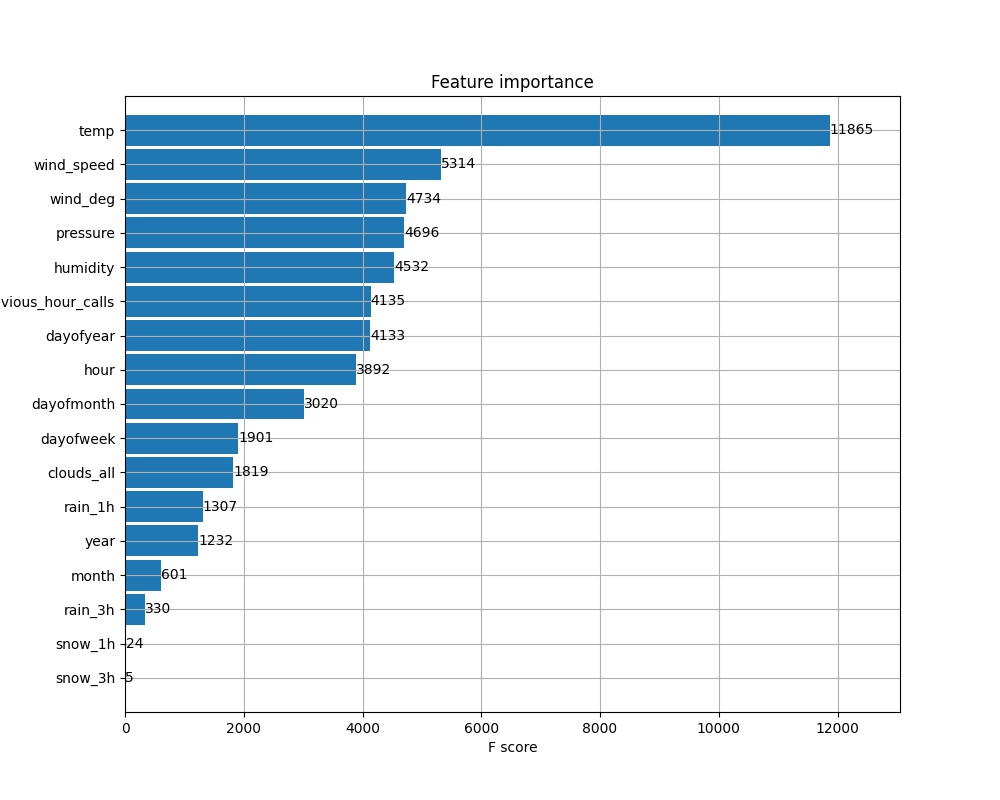 Feature importance
temp 11865
wind_speed 5314
wind_deg 4734
pressure 4696
humidity 4532
vious_hour_calls 4135
dayofyear 4133
hour 3892
dayofmonth 3020
dayofweek 1901
clouds_all 1819
rain_1h 1307
year 1232
month 601
rain_3h 330
snow_1h 24
snow_3h 5
0 2000 4000 6000 8000 10000 12000
F score